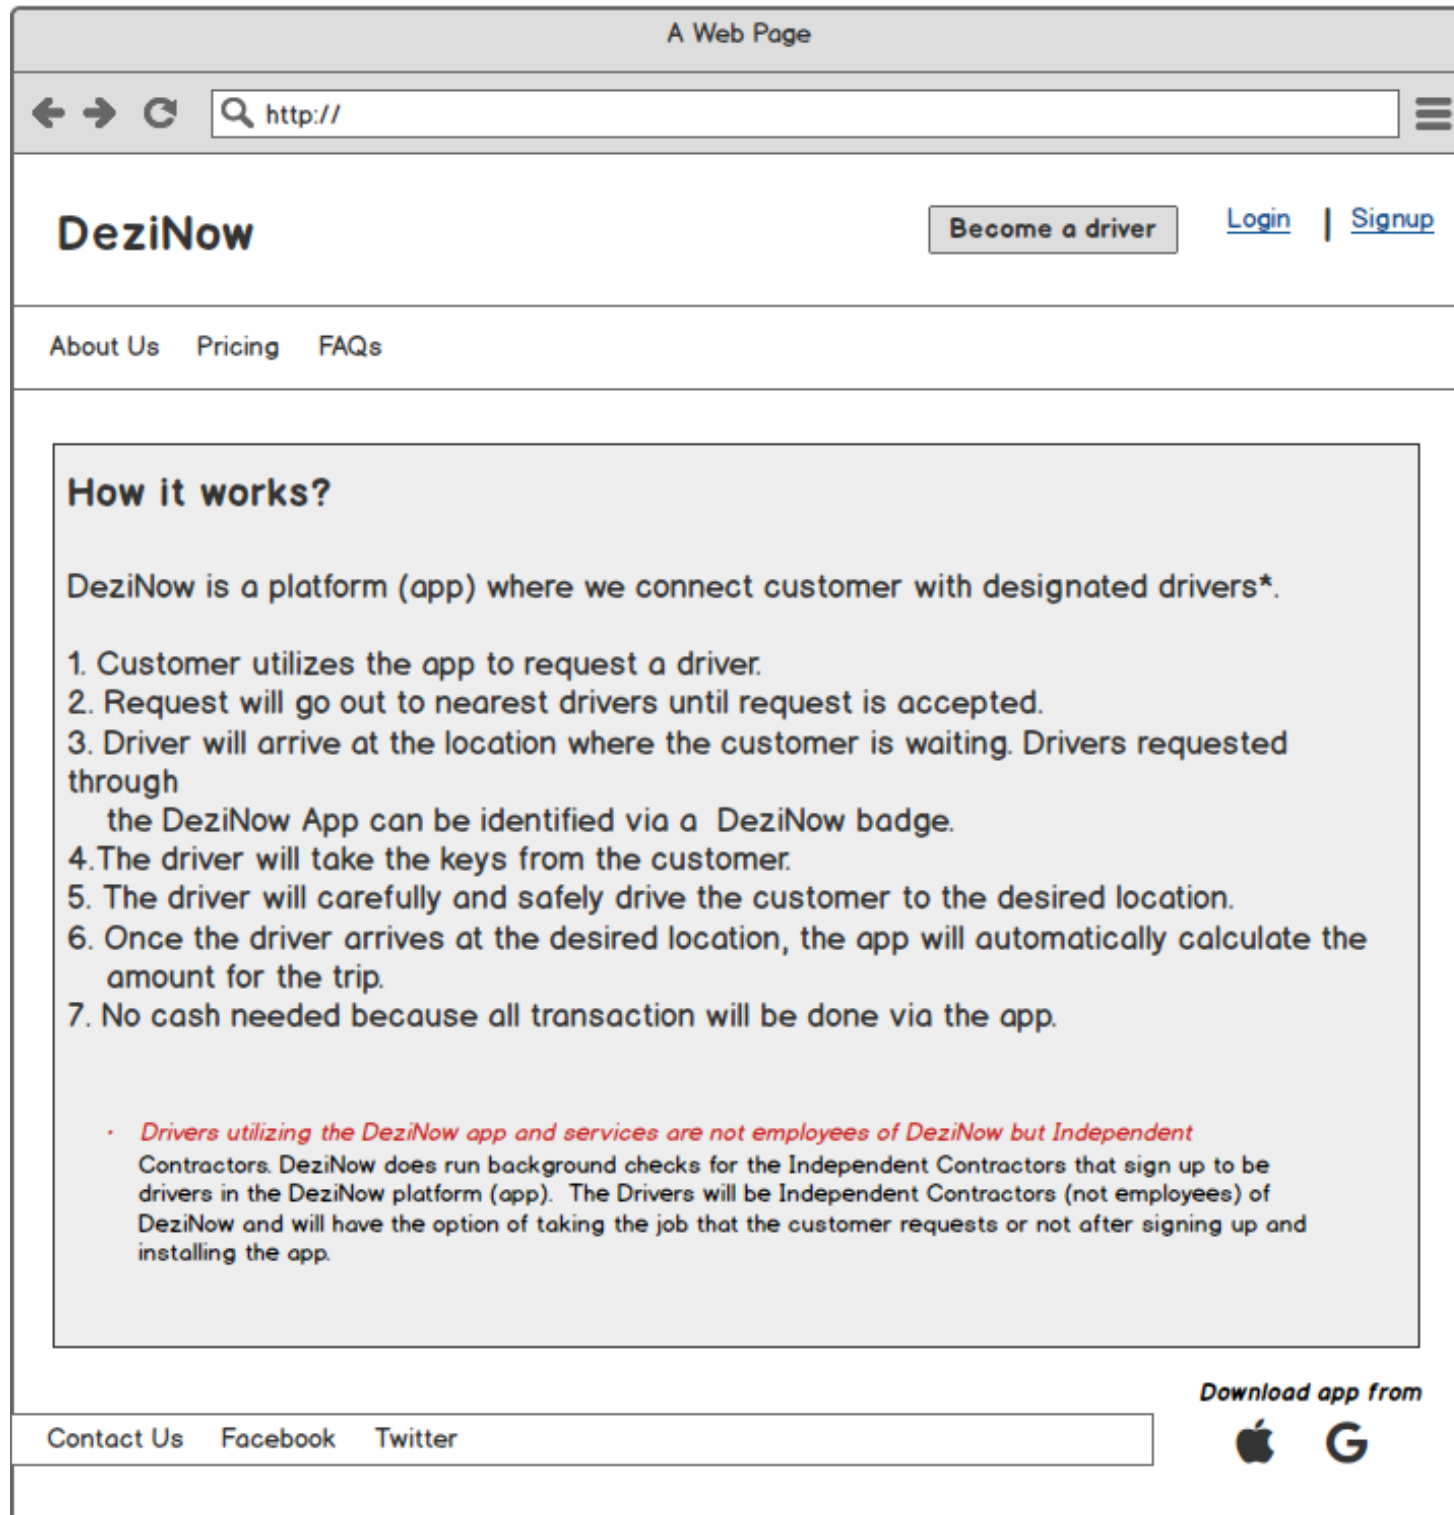 A Web Page
http://
DeziNow
Become a driver
Login | Signup
About Us Pricing FAQs
How it works?
DeziNow is a platform (app) where we connect customer with designated drivers*.
1. Customer utilizes the app to request a driver.
2. Request will go out to nearest drivers until request is accepted.
3. Driver will arrive at the location where the customer is waiting. Drivers requested
through
the DeziNow App can be identified via a  DeziNow badge.
4.The driver will take the keys from the customer.
5. The driver will carefully and safely drive the customer to the desired location.
6. Once the driver arrives at the desired location, the app will automatically calculate the
amount for the trip.
7. No cash needed because all transaction will be done via the app.
· Drivers utilizing the DeziNow app and services are not employees of DeziNow but Independent
Contractors. DeziNow does run background checks for the Independent Contractors that sign up to be
drivers in the DeziNow platform (app).  The Drivers will be Independent Contractors (not employees) of
DeziNow and will have the option of taking the job that the customer requests or not after signing up and
installing the app.
Download app from
Contact Us Facebook Twitter
G